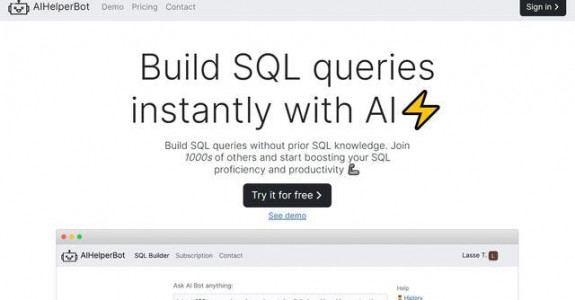 AIHelperBot Demo Pricing Contact Sign in >
Build SQL queries
instantly with AI⚡
Build SQL queries without prior SQL knowledge. Join
1000s of others and start boosting your SQL
proficiency and productivity 🦾
Try it for free >
See demo
AIHelperBot SQL Builder Subscription Contact Lasse T. L
Ask AI Bot anything:
Help
History